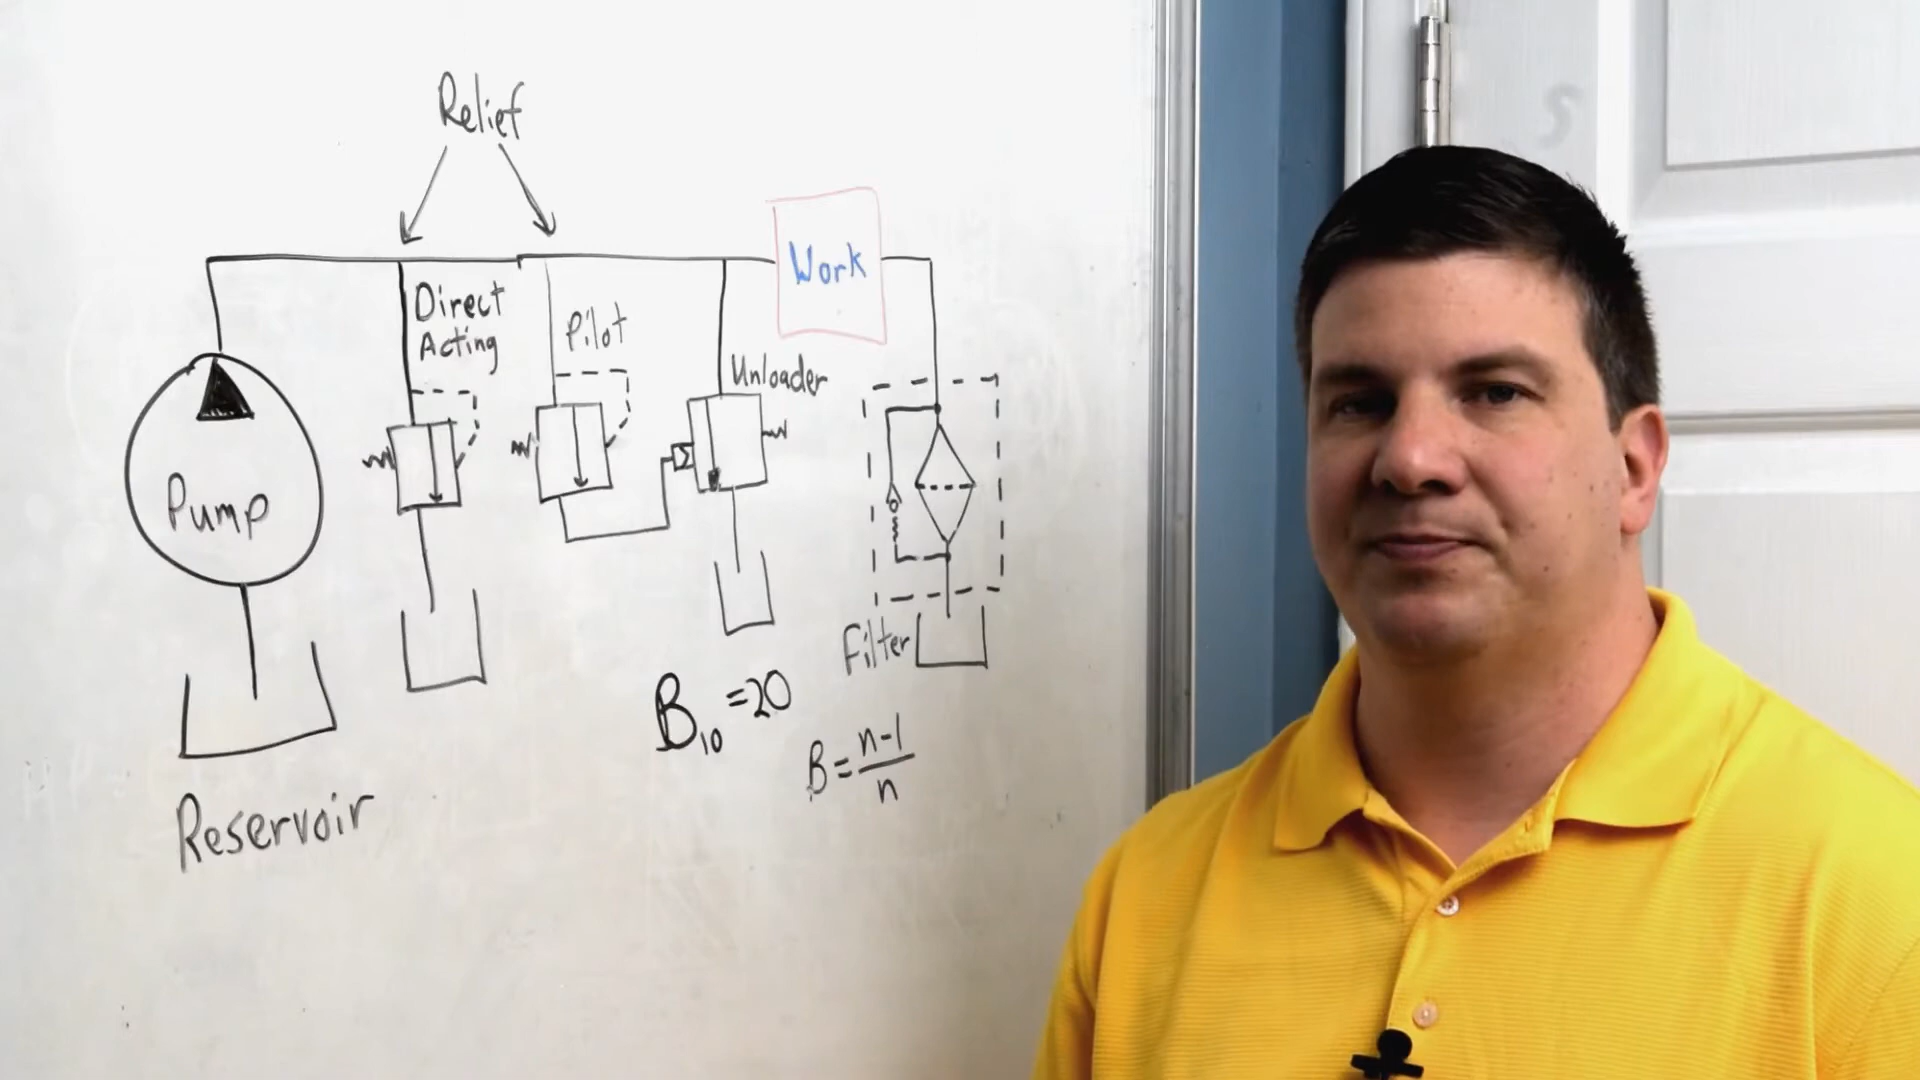 Relief
Direct
Acting
Pilot
Unloader
Work
Pump
Filter
B₁₀ = 20
B = n-1
n
Reservoir